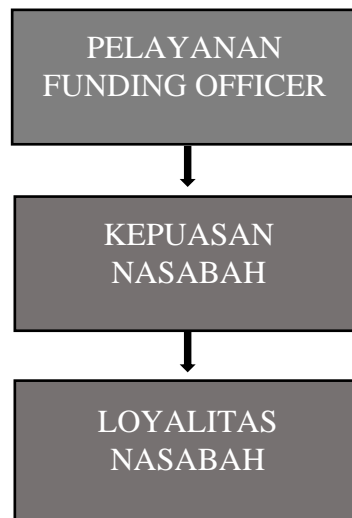 PELAYANAN
FUNDING OFFICER
KEPUASAN
NASABAH
LOYALITAS
NASABAH